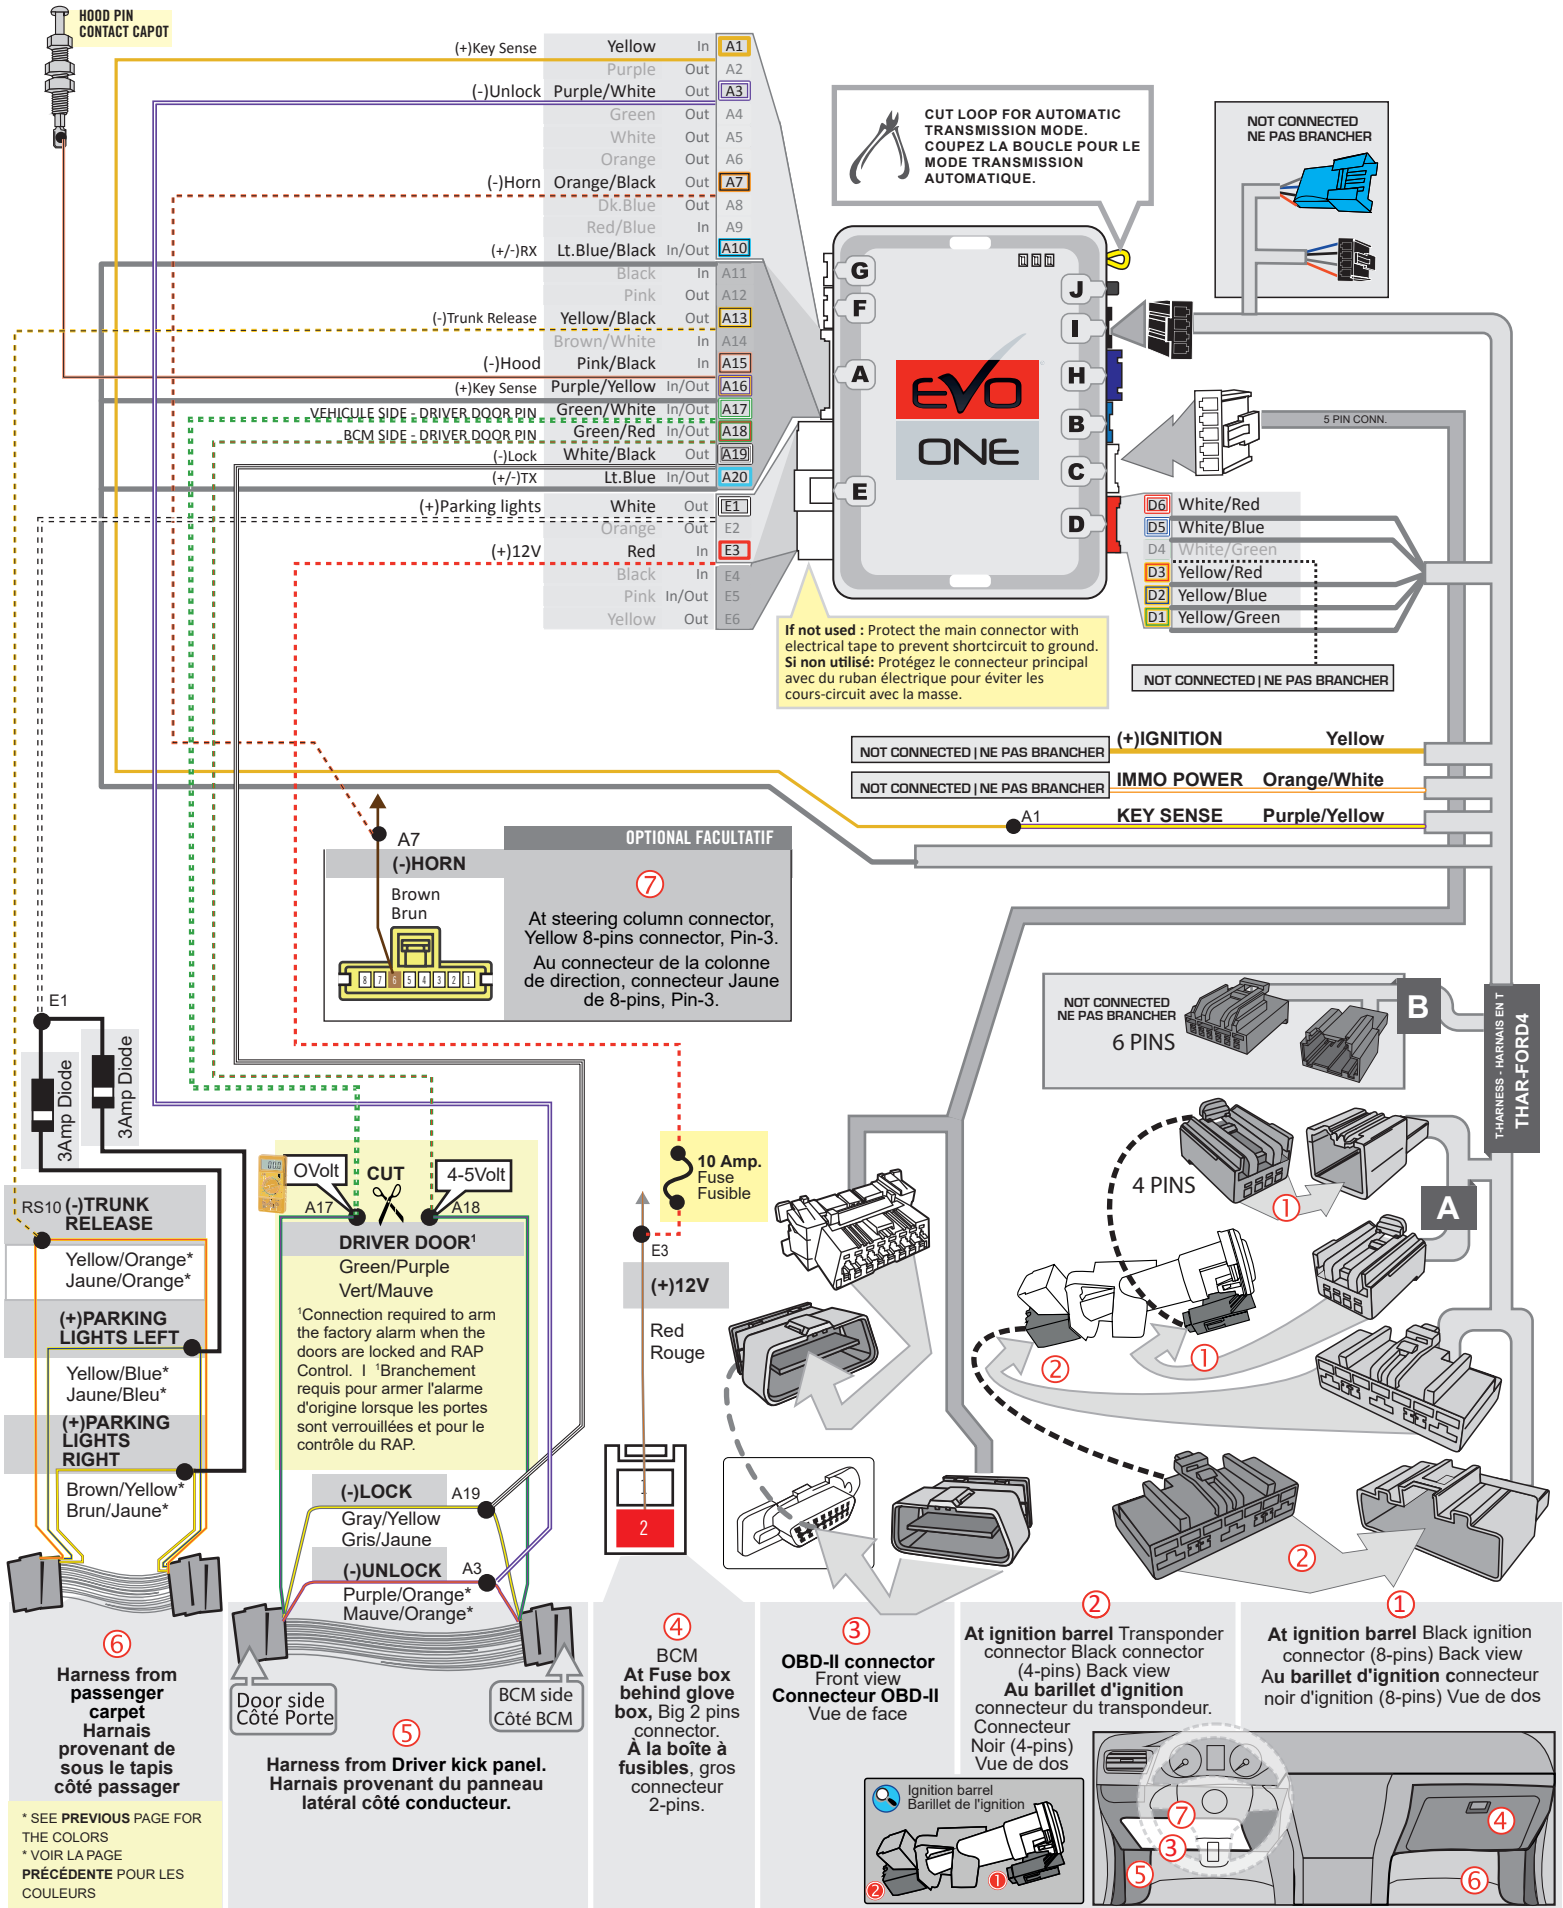 HOOD PIN
CONTACT CAPOT
(+)Key Sense Yellow In A1
Purple Out A2
(-)Unlock Purple/White Out A3
Green Out A4
White Out A5
Orange Out A6
(-)Horn Orange/Black Out A7
Dk.Blue Out A8
Red/Blue In A9
(+/-)RX Lt.Blue/Black In/Out A10
Black In A11
Pink Out A12
(-)Trunk Release Yellow/Black Out A13
Brown/White In A14
(-)Hood Pink/Black In A15
(+)Key Sense Purple/Yellow In/Out A16
VEHICULE SIDE - DRIVER DOOR PIN Green/White In/Out A17
BCM SIDE - DRIVER DOOR PIN Green/Red In/Out A18
(-)Lock White/Black Out A19
(+/-)TX Lt.Blue In/Out A20
(+)Parking lights White Out E1
Orange Out E2
(+)12V Red In E3
Black In E4
Pink In/Out E5
Yellow Out E6
CUT LOOP FOR AUTOMATIC
TRANSMISSION MODE.
COUPEZ LA BOUCLE POUR LE
MODE TRANSMISSION
AUTOMATIQUE.
NOT CONNECTED
NE PAS BRANCHER
G
F
A
E
J
I
H
B
C
D
EVO
ONE
5 PIN CONN.
D6 White/Red
D5 White/Blue
D4 White/Green
D3 Yellow/Red
D2 Yellow/Blue
D1 Yellow/Green
NOT CONNECTED | NE PAS BRANCHER
If not used : Protect the main connector with
electrical tape to prevent shortcircuit to ground.
Si non utilisé: Protégez le connecteur principal
avec du ruban électrique pour éviter les
cours-circuit avec la masse.
NOT CONNECTED | NE PAS BRANCHER (+)IGNITION Yellow
NOT CONNECTED | NE PAS BRANCHER IMMO POWER Orange/White
A1 KEY SENSE Purple/Yellow
A7
OPTIONAL FACULTATIF
(-)HORN
Brown
Brun
8 7 6 5 4 3 2 1
7
At steering column connector,
Yellow 8-pins connector, Pin-3.
Au connecteur de la colonne
de direction, connecteur Jaune
de 8-pins, Pin-3.
NOT CONNECTED
NE PAS BRANCHER
6 PINS
B
T-HARNESS - HARNAIS EN T
THAR-FORD4
4 PINS
A
1
1
2
2
E1
3Amp Diode
3Amp Diode
RS10 (-)TRUNK
RELEASE
Yellow/Orange*
Jaune/Orange*
(+)PARKING
LIGHTS LEFT
Yellow/Blue*
Jaune/Bleu*
(+)PARKING
LIGHTS
RIGHT
Brown/Yellow*
Brun/Jaune*
6
Harness from
passenger
carpet
Harnais
provenant de
sous le tapis
côté passager
* SEE PREVIOUS PAGE FOR
THE COLORS
* VOIR LA PAGE
PRÉCÉDENTE POUR LES
COULEURS
OVolt
CUT
4-5Volt
A17
A18
DRIVER DOOR¹
Green/Purple
Vert/Mauve
¹Connection required to arm
the factory alarm when the
doors are locked and RAP
Control. I ¹Branchement
requis pour armer l'alarme
d'origine lorsque les portes
sont verrouillées et pour le
contrôle du RAP.
(-)LOCK A19
Gray/Yellow
Gris/Jaune
(-)UNLOCK A3
Purple/Orange*
Mauve/Orange*
Door side
Côté Porte
BCM side
Côté BCM
5
Harness from Driver kick panel.
Harnais provenant du panneau
latéral côté conducteur.
10 Amp.
Fuse
Fusible
E3
(+)12V
Red
Rouge
1
2
4
BCM
At Fuse box
behind glove
box, Big 2 pins
connector.
À la boîte à
fusibles, gros
connecteur
2-pins.
3
OBD-II connector
Front view
Connecteur OBD-II
Vue de face
2
At ignition barrel Transponder
connector Black connector
(4-pins) Back view
Au barillet d'ignition
connecteur du transpondeur.
Connecteur
Noir (4-pins)
Vue de dos
1
At ignition barrel Black ignition
connector (8-pins) Back view
Au barillet d'ignition connecteur
noir d'ignition (8-pins) Vue de dos
Ignition barrel
Barillet de l'ignition
2
1
7
3
5
4
6